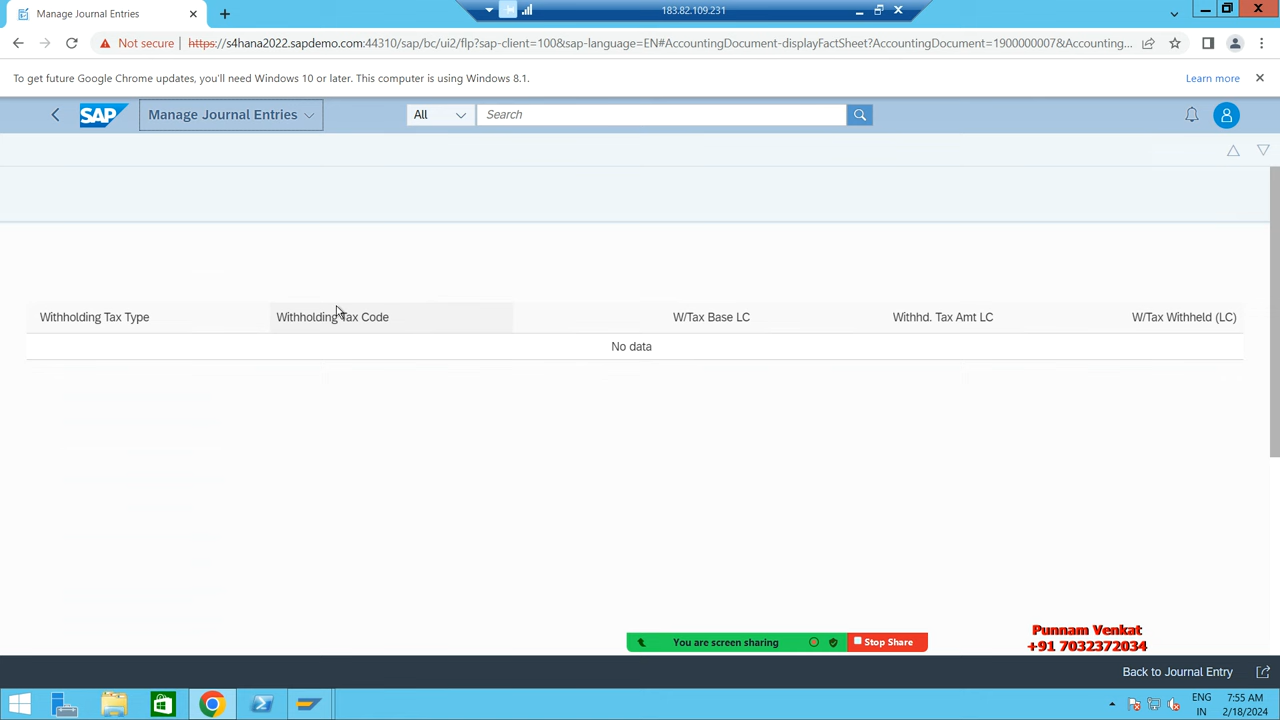 Manage Journal Entries
183.82.109.231
Not secure
https://s4hana2022.sapdemo.com:44310/sap/bc/ui2/flp?sap-client=100&sap-language=EN#AccountingDocument-displayFactSheet?AccountingDocument=1900000007&Accounting...
To get future Google Chrome updates, you'll need Windows 10 or later. This computer is using Windows 8.1.
Learn more
SAP
Manage Journal Entries
All
Search
Withholding Tax Type
Withholding Tax Code
W/Tax Base LC
Withhd. Tax Amt LC
W/Tax Withheld (LC)
No data
Punnam Venkat
+91 7032372034
You are screen sharing
Stop Share
Back to Journal Entry
ENG
IN
7:55 AM
2/18/2024